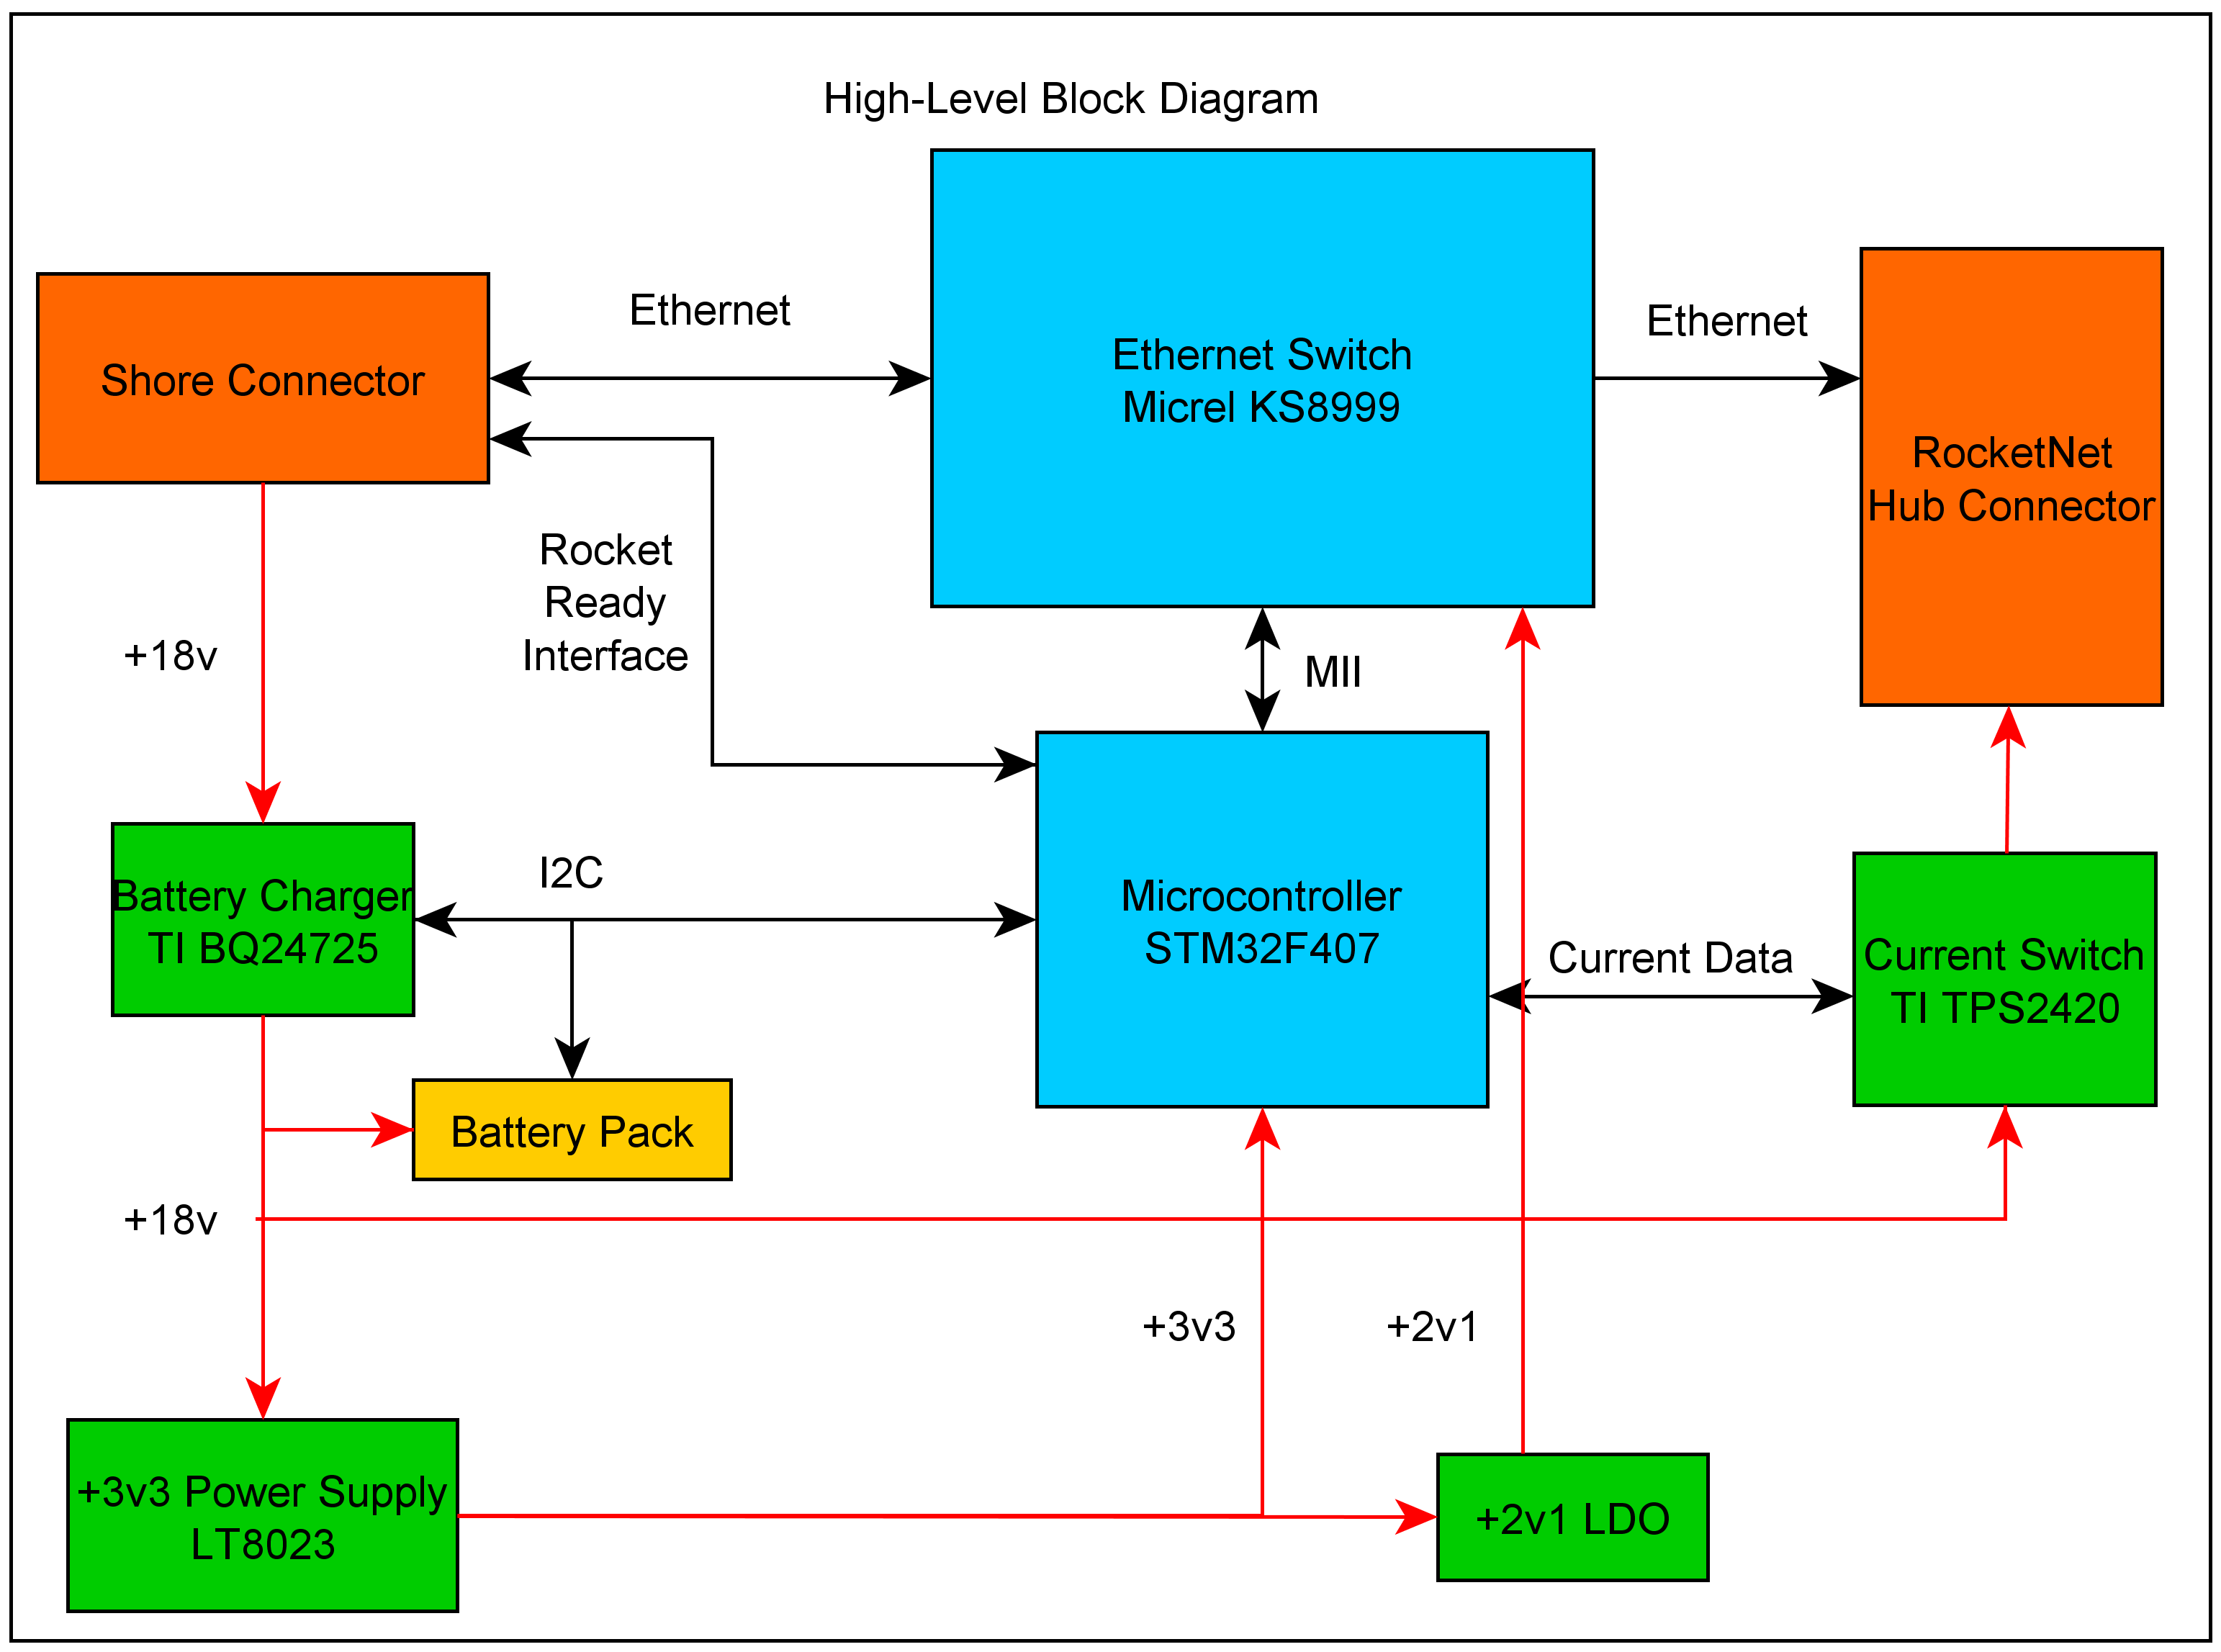 High-Level Block Diagram
Shore Connector
Ethernet
Ethernet Switch
Micrel KS8999
Ethernet
RocketNet
Hub Connector
Rocket
Ready
Interface
+18v
MII
Battery Charger
TI BQ24725
I2C
Microcontroller
STM32F407
Current Data
Current Switch
TI TPS2420
Battery Pack
+18v
+3v3
+2v1
+3v3 Power Supply
LT8023
+2v1 LDO